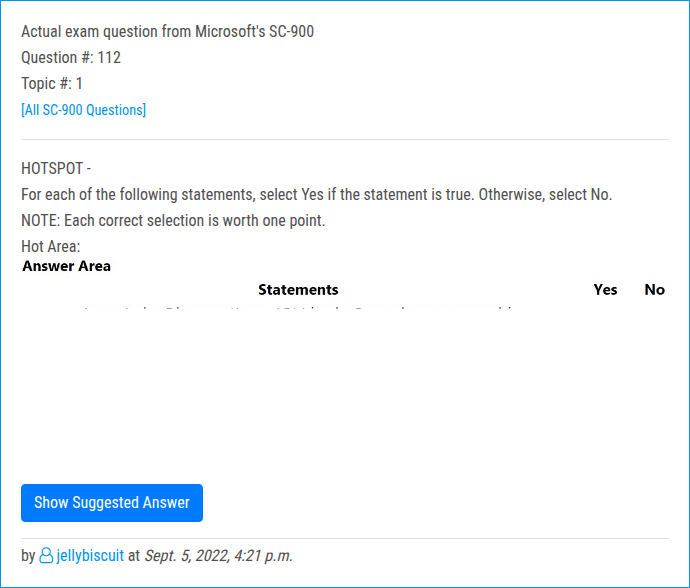 Actual exam question from Microsoft's SC-900
Question #: 112
Topic #: 1
[All SC-900 Questions]
HOTSPOT -
For each of the following statements, select Yes if the statement is true. Otherwise, select No.
NOTE: Each correct selection is worth one point.
Hot Area:
Answer Area
Statements Yes No
Show Suggested Answer
by jellybiscuit at Sept. 5, 2022, 4:21 p.m.